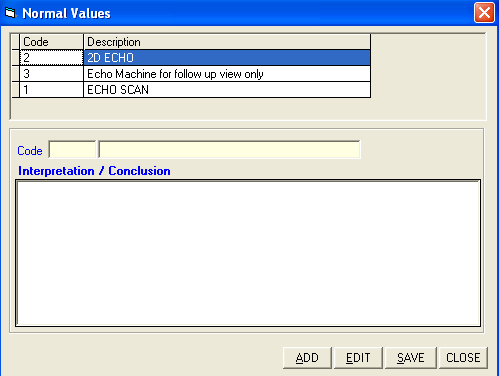 Normal Values
Code Description
2 2D ECHO
3 Echo Machine for follow up view only
1 ECHO SCAN
Code
Interpretation / Conclusion
ADD EDIT SAVE CLOSE